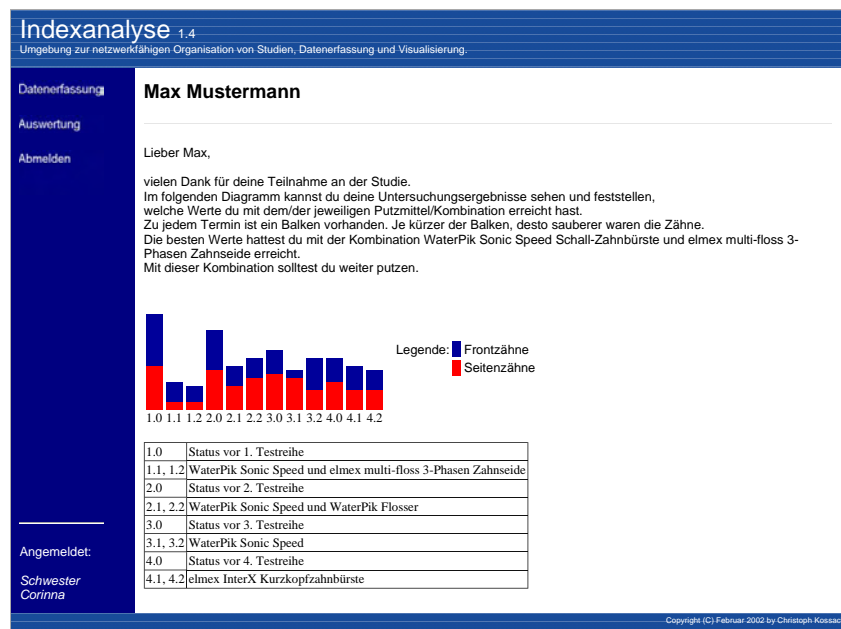 Indexanalyse 1.4
Umgebung zur netzwerkfähigen Organisation von Studien, Datenerfassung und Visualisierung.
Datenerfassung
Auswertung
Abmelden
Max Mustermann
Lieber Max,
vielen Dank für deine Teilnahme an der Studie.
Im folgenden Diagramm kannst du deine Untersuchungsergebnisse sehen und feststellen,
welche Werte du mit dem/der jeweiligen Putzmittel/Kombination erreicht hast.
Zu jedem Termin ist ein Balken vorhanden. Je kürzer der Balken, desto sauberer waren die Zähne.
Die besten Werte hattest du mit der Kombination WaterPik Sonic Speed Schall-Zahnbürste und elmex multi-floss 3-
Phasen Zahnseide erreicht.
Mit dieser Kombination solltest du weiter putzen.
Legende: Frontzähne
Seitenzähne
1.0 1.1 1.2 2.0 2.1 2.2 3.0 3.1 3.2 4.0 4.1 4.2
1.0 Status vor 1. Testreihe
1.1, 1.2 WaterPik Sonic Speed und elmex multi-floss 3-Phasen Zahnseide
2.0 Status vor 2. Testreihe
2.1, 2.2 WaterPik Sonic Speed und WaterPik Flosser
3.0 Status vor 3. Testreihe
3.1, 3.2 WaterPik Sonic Speed
4.0 Status vor 4. Testreihe
4.1, 4.2 elmex InterX Kurzkopfzahnbürste
Angemeldet:
Schwester
Corinna
Copyright (C) Februar 2002 by Christoph Kossac